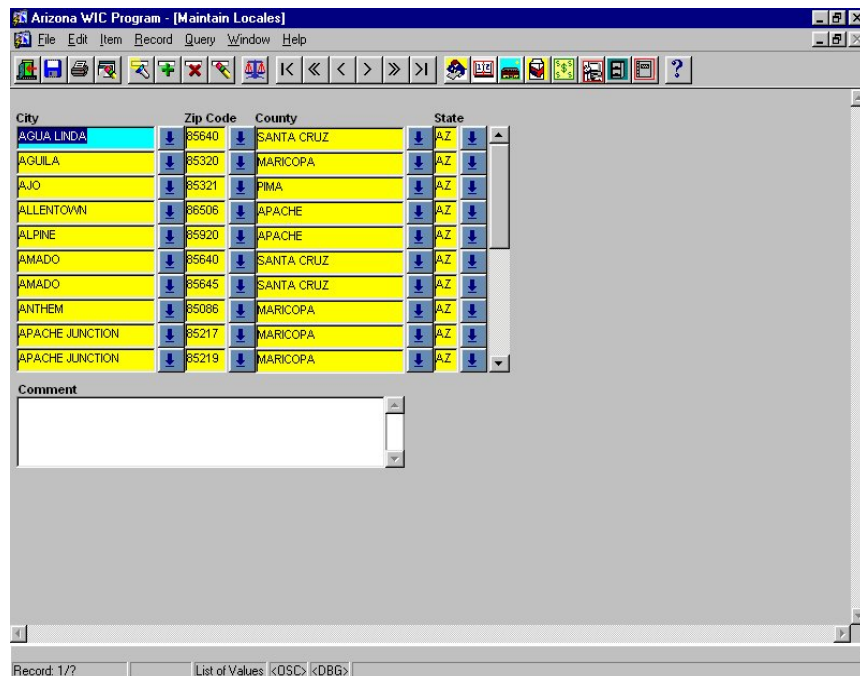 Arizona WIC Program - [Maintain Locales]
File Edit Item Record Query Window Help
City Zip Code County State
AGUA LINDA 85640 SANTA CRUZ AZ
AGUILA 85320 MARICOPA AZ
AJO 85321 PIMA AZ
ALLENTOWN 86506 APACHE AZ
ALPINE 85920 APACHE AZ
AMADO 85640 SANTA CRUZ AZ
AMADO 85645 SANTA CRUZ AZ
ANTHEM 85086 MARICOPA AZ
APACHE JUNCTION 85217 MARICOPA AZ
APACHE JUNCTION 85219 MARICOPA AZ
Comment
Record: 1/? List of Values <OSC> <DBG>